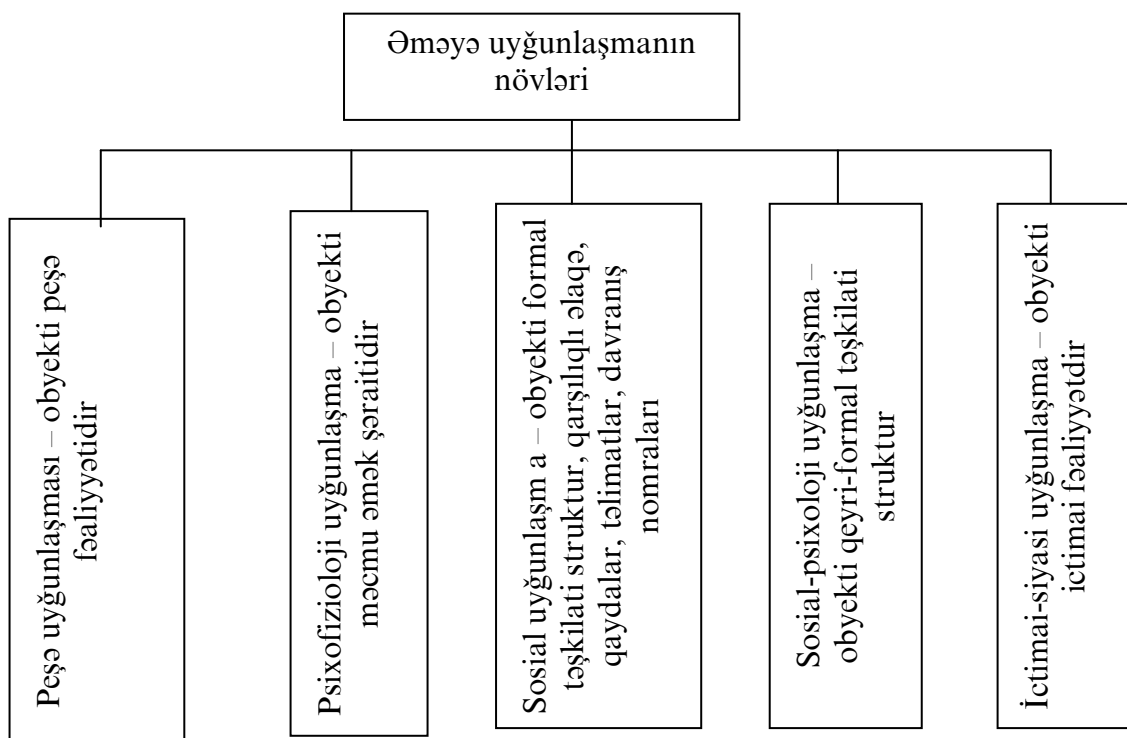 Əməyə uyğunlaşmanın
növləri
Peşə uyğunlaşması – obyekti peşə
fəaliyyətidir
Psixofizioloji uyğunlaşma – obyekti
məcmu əmək şəraitidir
Sosial uyğunlaşm a – obyekti formal
təşkilati struktur, qarşılıqlı əlaqə,
qaydalar, təlimatlar, davranış
nomraları
Sosial-psixoloji uyğunlaşma –
obyekti qeyri-formal təşkilati
struktur
İctimai-siyasi uyğunlaşma – obyekti
ictimai fəaliyyətdir